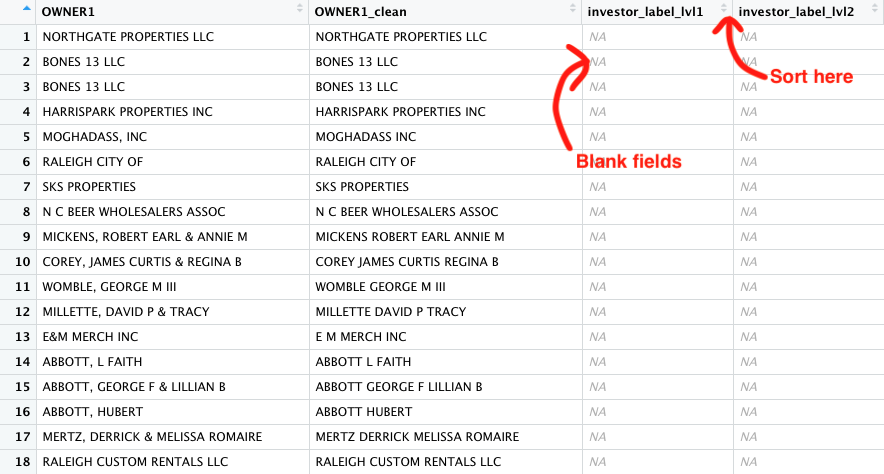 OWNER1 OWNER1_clean investor_label_lvl1 investor_label_lvl2
1 NORTHGATE PROPERTIES LLC NORTHGATE PROPERTIES LLC NA NA
2 BONES 13 LLC BONES 13 LLC NA NA
Sort here
3 BONES 13 LLC BONES 13 LLC NA NA
4 HARRISPARK PROPERTIES INC HARRISPARK PROPERTIES INC NA NA
5 MOGHADASS, INC MOGHADASS INC NA NA
6 RALEIGH CITY OF RALEIGH CITY OF NA NA
Blank fields
7 SKS PROPERTIES SKS PROPERTIES NA NA
8 N C BEER WHOLESALERS ASSOC N C BEER WHOLESALERS ASSOC NA NA
9 MICKENS, ROBERT EARL & ANNIE M MICKENS ROBERT EARL ANNIE M NA NA
10 COREY, JAMES CURTIS & REGINA B COREY JAMES CURTIS REGINA B NA NA
11 WOMBLE, GEORGE M III WOMBLE GEORGE M III NA NA
12 MILLETTE, DAVID P & TRACY MILLETTE DAVID P TRACY NA NA
13 E&M MERCH INC E M MERCH INC NA NA
14 ABBOTT, L FAITH ABBOTT L FAITH NA NA
15 ABBOTT, GEORGE F & LILLIAN B ABBOTT GEORGE F LILLIAN B NA NA
16 ABBOTT, HUBERT ABBOTT HUBERT NA NA
17 MERTZ, DERRICK & MELISSA ROMAIRE MERTZ DERRICK MELISSA ROMAIRE NA NA
18 RALEIGH CUSTOM RENTALS LLC RALEIGH CUSTOM RENTALS LLC NA NA